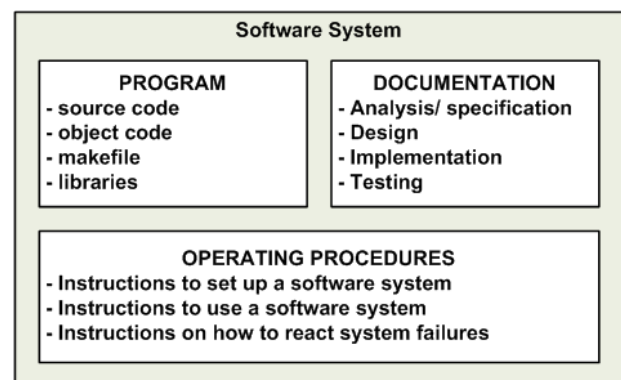 Software System
PROGRAM
- source code
- object code
- makefile
- libraries
DOCUMENTATION
- Analysis/ specification
- Design
- Implementation
- Testing
OPERATING PROCEDURES
- Instructions to set up a software system
- Instructions to use a software system
- Instructions on how to react system failures